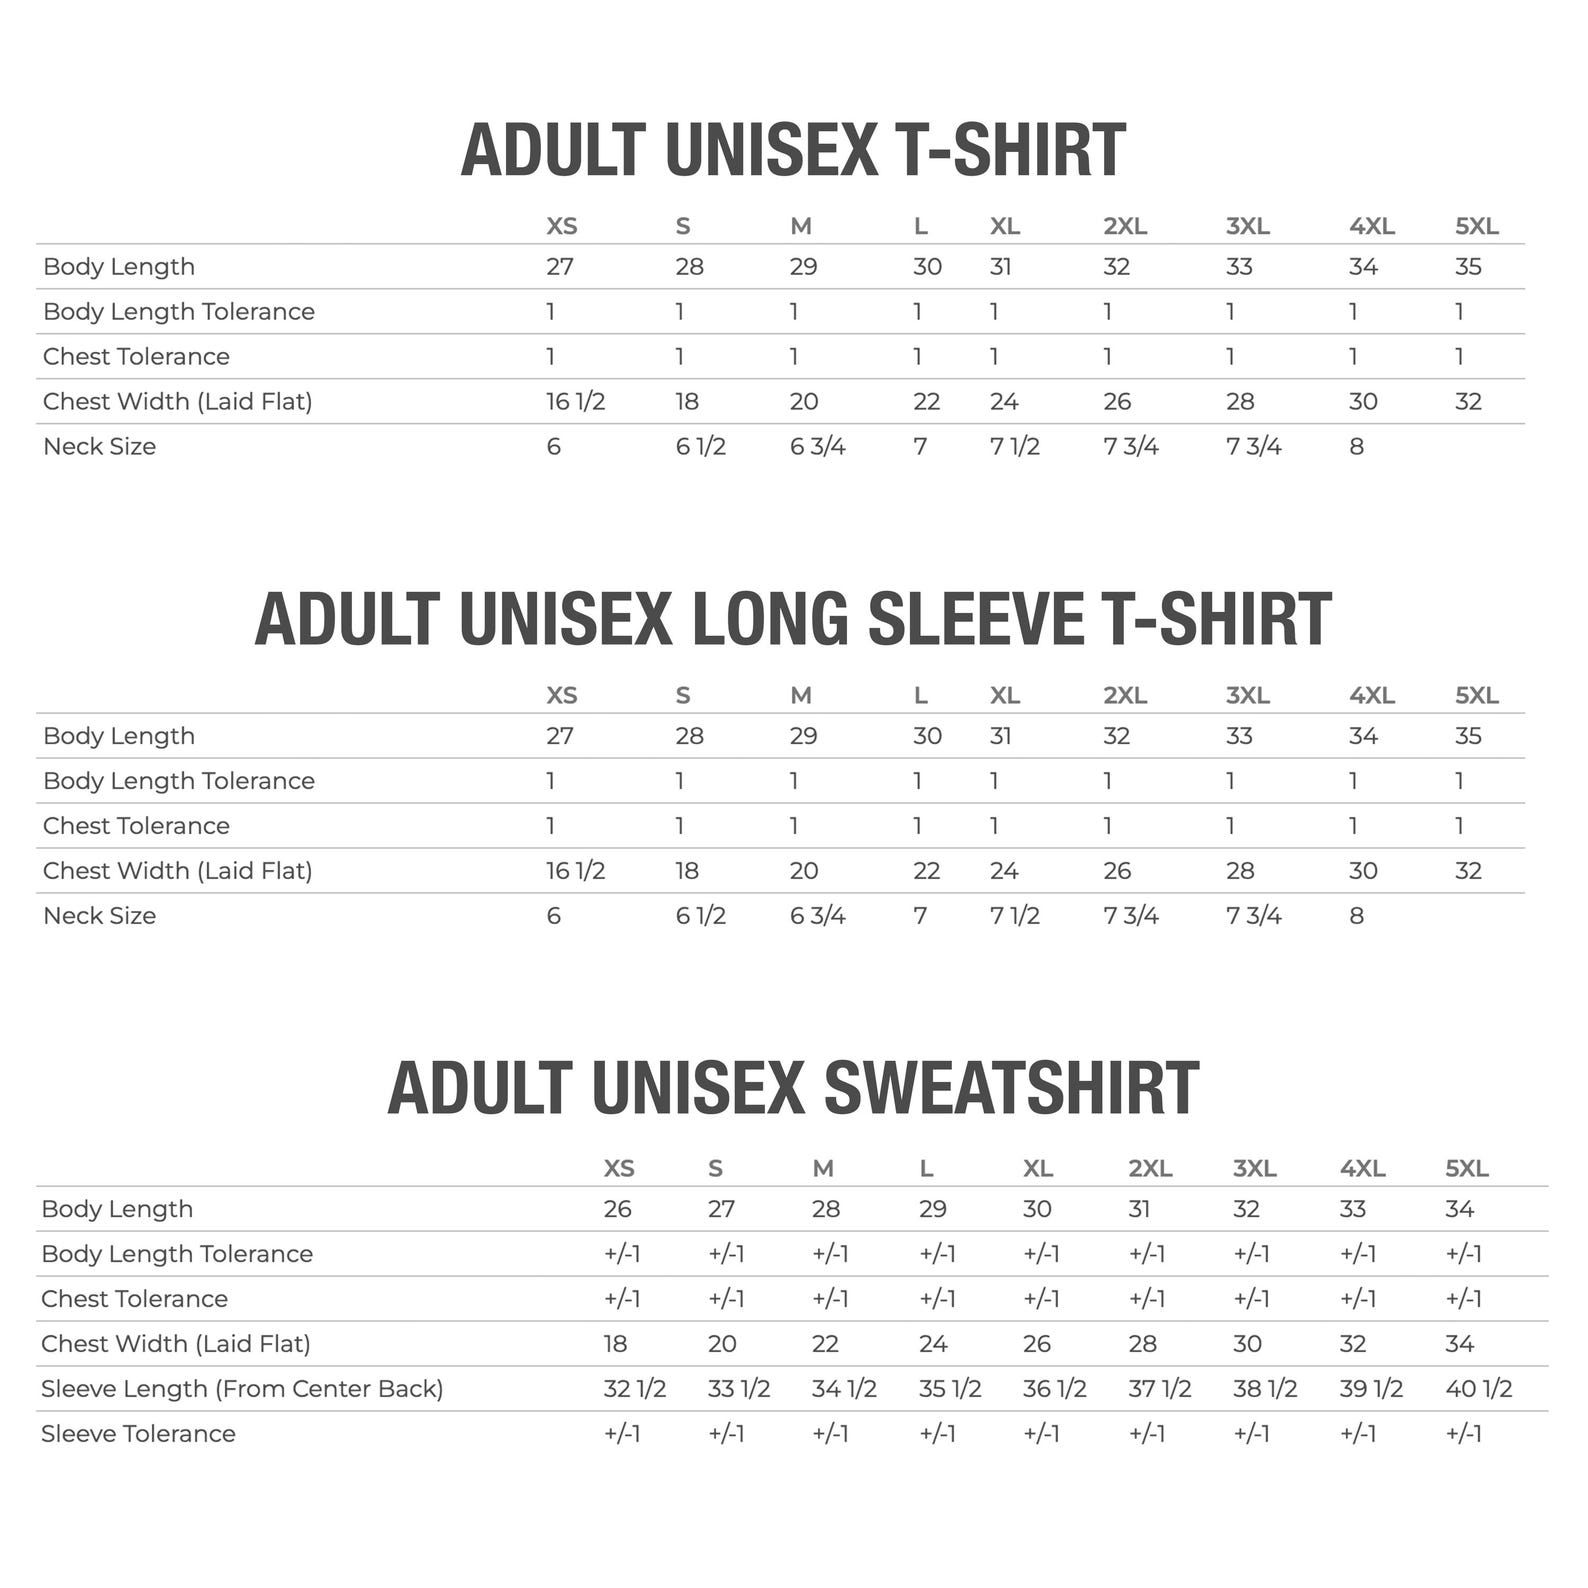 ADULT UNISEX T-SHIRT
XS S M L XL 2XL 3XL 4XL 5XL
Body Length 27 28 29 30 31 32 33 34 35
Body Length Tolerance 1 1 1 1 1 1 1 1 1
Chest Tolerance 1 1 1 1 1 1 1 1 1
Chest Width (Laid Flat) 16 1/2 18 20 22 24 26 28 30 32
Neck Size 6 6 1/2 6 3/4 7 7 1/2 7 3/4 7 3/4 8
ADULT UNISEX LONG SLEEVE T-SHIRT
XS S M L XL 2XL 3XL 4XL 5XL
Body Length 27 28 29 30 31 32 33 34 35
Body Length Tolerance 1 1 1 1 1 1 1 1 1
Chest Tolerance 1 1 1 1 1 1 1 1 1
Chest Width (Laid Flat) 16 1/2 18 20 22 24 26 28 30 32
Neck Size 6 6 1/2 6 3/4 7 7 1/2 7 3/4 7 3/4 8
ADULT UNISEX SWEATSHIRT
XS S M L XL 2XL 3XL 4XL 5XL
Body Length 26 27 28 29 30 31 32 33 34
Body Length Tolerance +/-1 +/-1 +/-1 +/-1 +/-1 +/-1 +/-1 +/-1 +/-1
Chest Tolerance +/-1 +/-1 +/-1 +/-1 +/-1 +/-1 +/-1 +/-1 +/-1
Chest Width (Laid Flat) 18 20 22 24 26 28 30 32 34
Sleeve Length (From Center Back) 32 1/2 33 1/2 34 1/2 35 1/2 36 1/2 37 1/2 38 1/2 39 1/2 40 1/2
Sleeve Tolerance +/-1 +/-1 +/-1 +/-1 +/-1 +/-1 +/-1 +/-1 +/-1